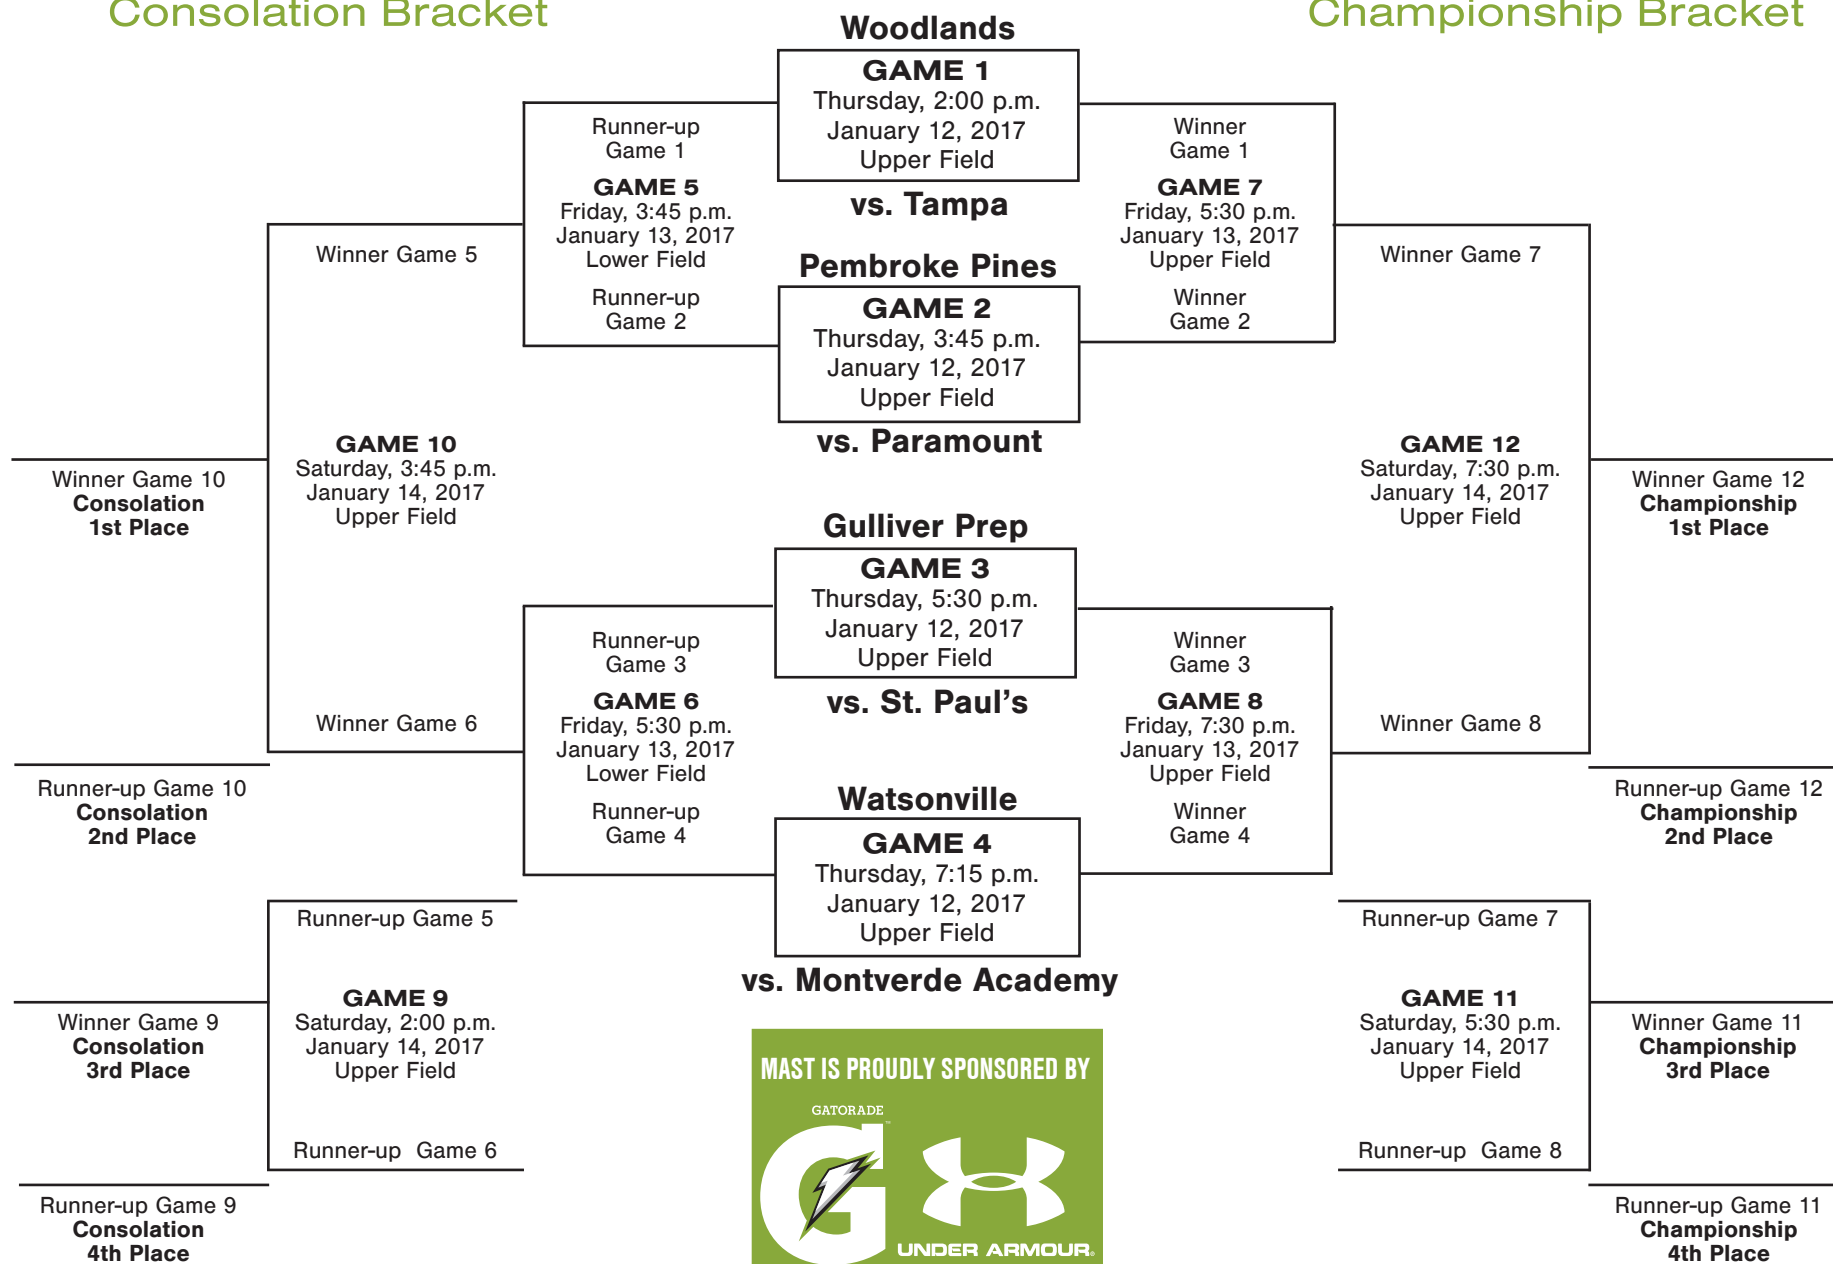 Consolation Bracket
Championship Bracket
Woodlands
GAME 1
Thursday, 2:00 p.m.
January 12, 2017
Upper Field
vs. Tampa
Pembroke Pines
GAME 2
Thursday, 3:45 p.m.
January 12, 2017
Upper Field
vs. Paramount
Gulliver Prep
GAME 3
Thursday, 5:30 p.m.
January 12, 2017
Upper Field
vs. St. Paul's
Watsonville
GAME 4
Thursday, 7:15 p.m.
January 12, 2017
Upper Field
vs. Montverde Academy
Runner-up
Game 1
GAME 5
Friday, 3:45 p.m.
January 13, 2017
Lower Field
Runner-up
Game 2
Runner-up
Game 3
GAME 6
Friday, 5:30 p.m.
January 13, 2017
Lower Field
Runner-up
Game 4
Winner Game 5
GAME 10
Saturday, 3:45 p.m.
January 14, 2017
Upper Field
Winner Game 6
Winner Game 10
Consolation
1st Place
Runner-up Game 10
Consolation
2nd Place
Runner-up Game 5
GAME 9
Saturday, 2:00 p.m.
January 14, 2017
Upper Field
Runner-up Game 6
Winner Game 9
Consolation
3rd Place
Runner-up Game 9
Consolation
4th Place
Winner
Game 1
GAME 7
Friday, 5:30 p.m.
January 13, 2017
Upper Field
Winner
Game 2
Winner
Game 3
GAME 8
Friday, 7:30 p.m.
January 13, 2017
Upper Field
Winner
Game 4
Winner Game 7
GAME 12
Saturday, 7:30 p.m.
January 14, 2017
Upper Field
Winner Game 8
Winner Game 12
Championship
1st Place
Runner-up Game 12
Championship
2nd Place
Runner-up Game 7
GAME 11
Saturday, 5:30 p.m.
January 14, 2017
Upper Field
Runner-up Game 8
Winner Game 11
Championship
3rd Place
Runner-up Game 11
Championship
4th Place
MAST IS PROUDLY SPONSORED BY
GATORADE
G
UNDER ARMOUR®